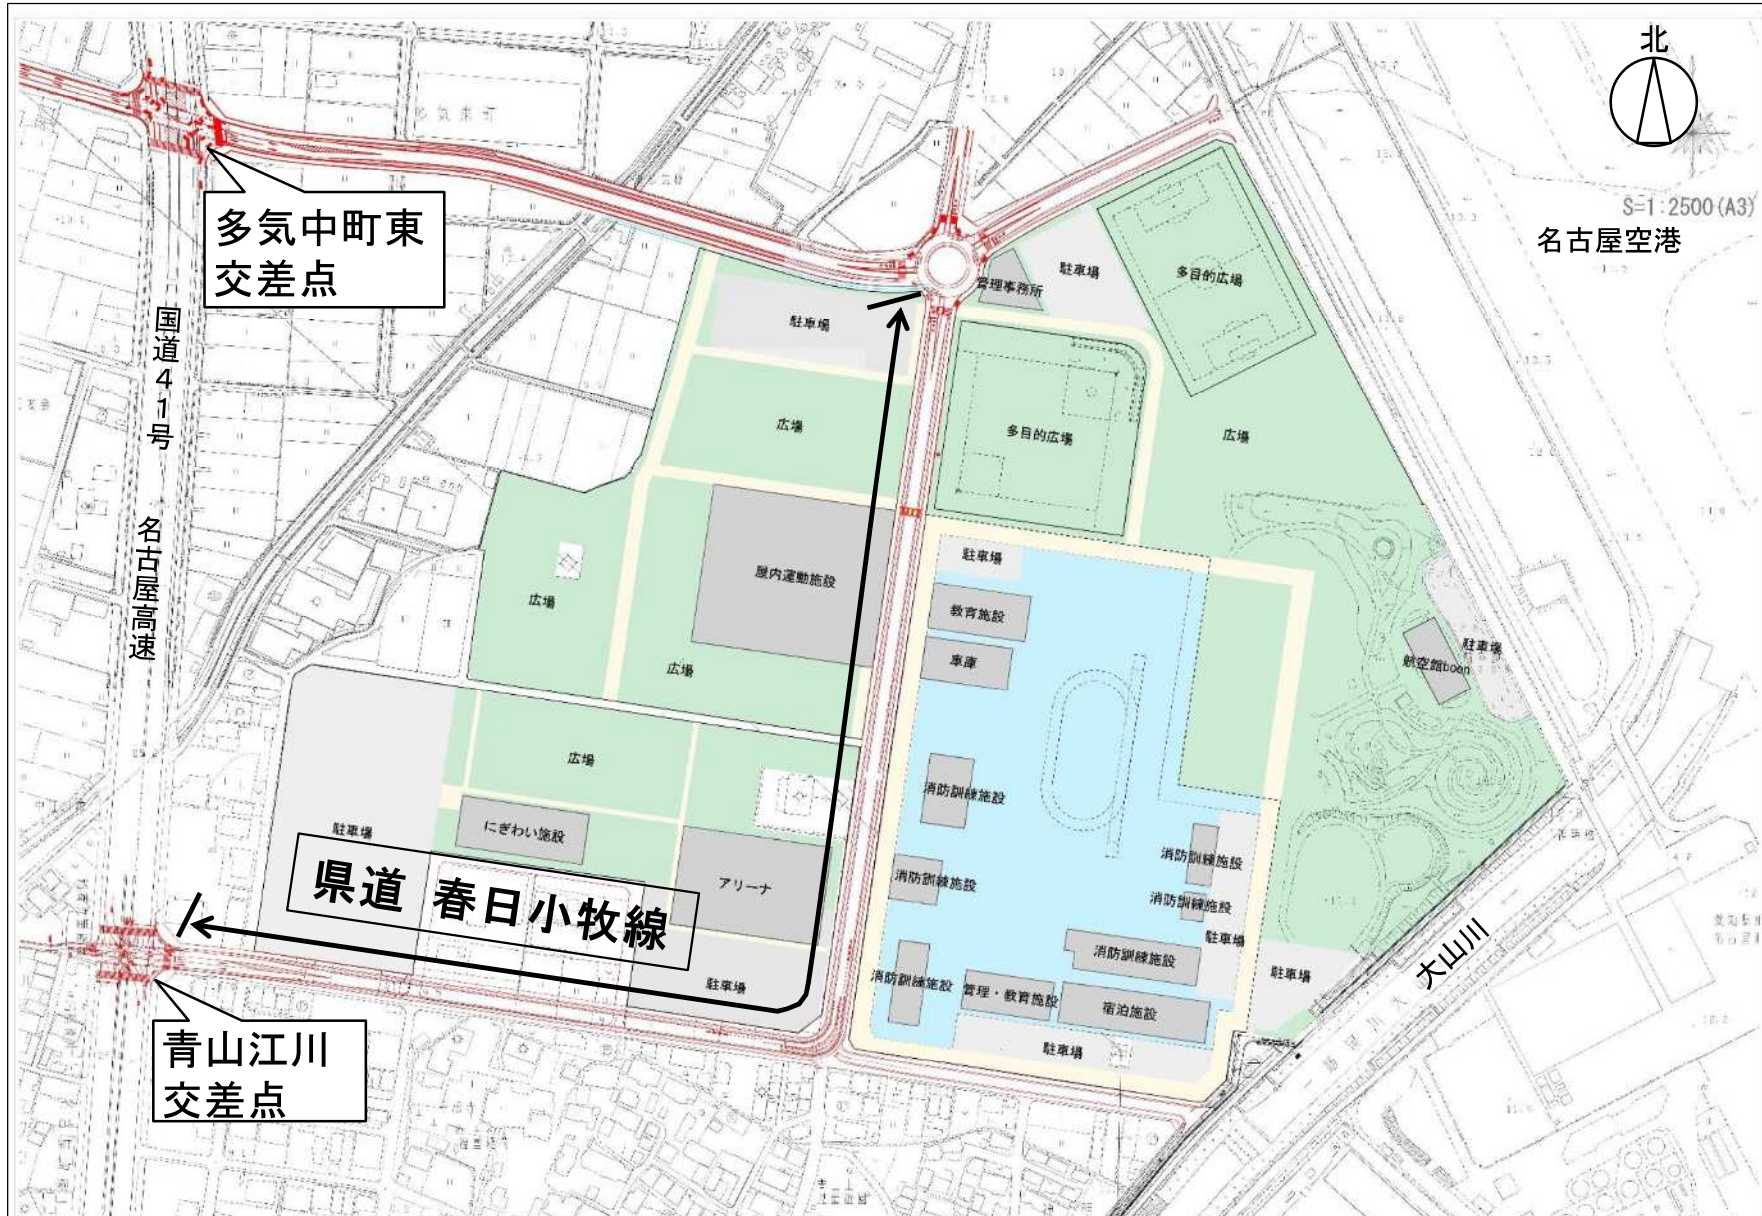 北
S=1:2500(A3)
名古屋空港
多気東町
多気中町東
交差点
国道41号
名古屋高速
駐車場
管理事務所
駐車場
多目的広場
広場
多目的広場
広場
屋内運動施設
広場
広場
駐車場
教育施設
車庫
駐車場
航空館boon
広場
にぎわい施設
駐車場
アリーナ
駐車場
県道 春日小牧線
消防訓練施設
消防訓練施設
消防訓練施設
消防訓練施設
消防訓練施設
消防訓練施設
駐車場
駐車場
管理・教育施設
宿泊施設
駐車場
大山川
青山江川
交差点